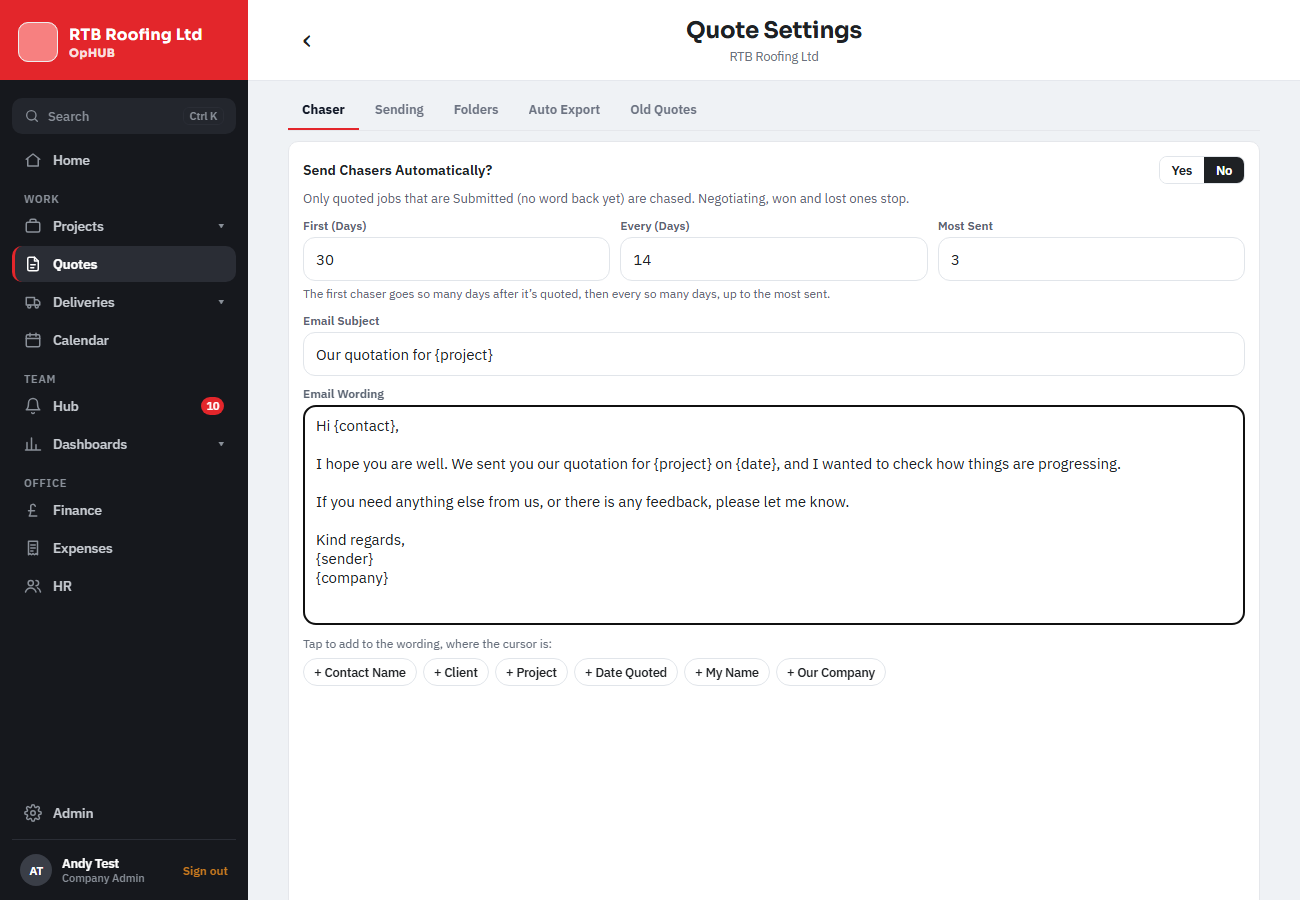 RTB Roofing Ltd
OpHUB
Search Ctrl K
Home
WORK
Projects
Quotes
Deliveries
Calendar
TEAM
Hub 10
Dashboards
OFFICE
Finance
Expenses
HR
Admin
AT
Andy Test
Company Admin
Sign out
Quote Settings
RTB Roofing Ltd
Chaser Sending Folders Auto Export Old Quotes
Send Chasers Automatically? Yes No
Only quoted jobs that are Submitted (no word back yet) are chased. Negotiating, won and lost ones stop.
First (Days) Every (Days) Most Sent
30 14 3
The first chaser goes so many days after it’s quoted, then every so many days, up to the most sent.
Email Subject
Our quotation for {project}
Email Wording
Hi {contact},
I hope you are well. We sent you our quotation for {project} on {date}, and I wanted to check how things are progressing.
If you need anything else from us, or there is any feedback, please let me know.
Kind regards,
{sender}
{company}
Tap to add to the wording, where the cursor is:
+ Contact Name + Client + Project + Date Quoted + My Name + Our Company